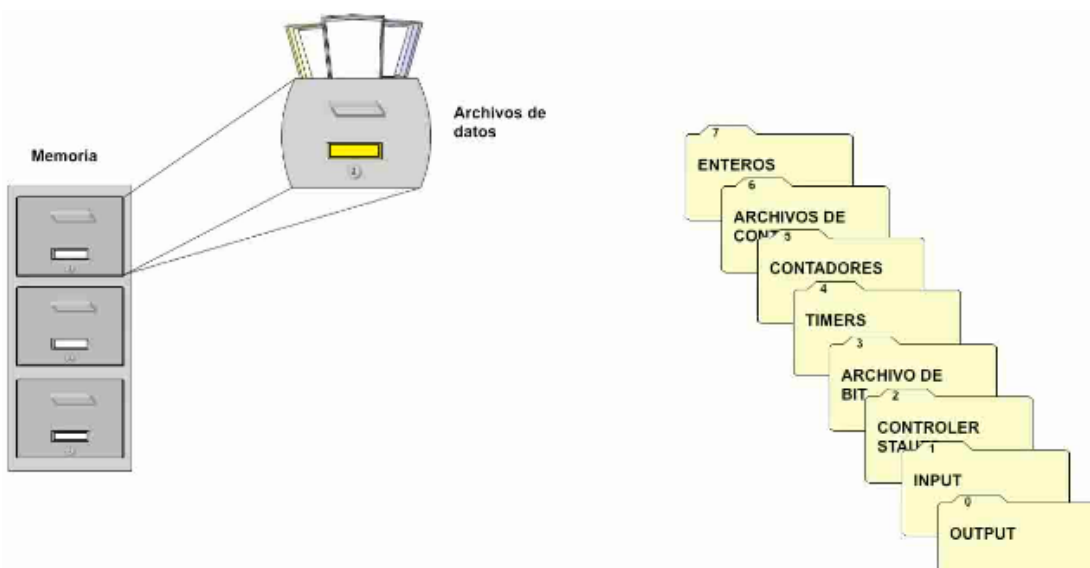 Archivos de
datos
Memoria
7
ENTEROS
6
ARCHIVOS DE
5
CONTADORES
4
TIMERS
3
ARCHIVO DE
BIT
2
CONTROLER
1
INPUT
0
OUTPUT